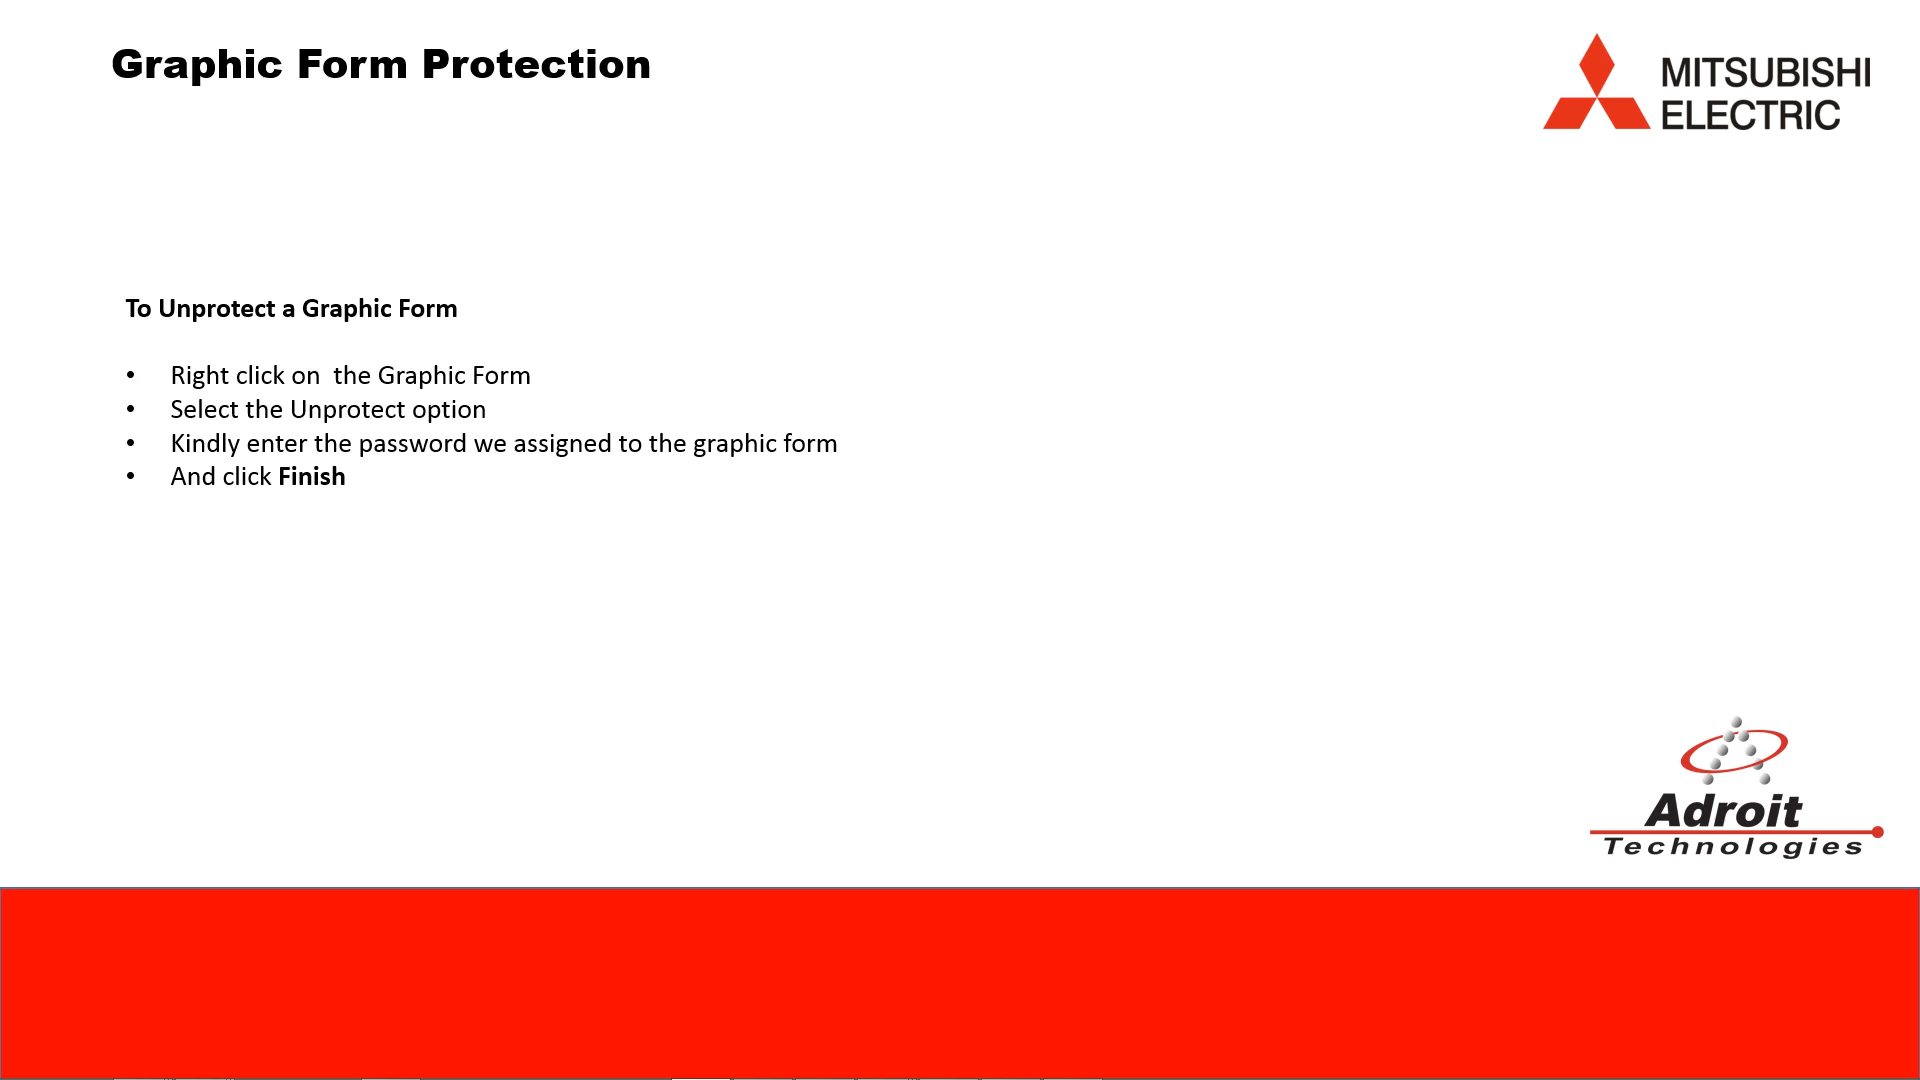 Graphic Form Protection
MITSUBISHI
ELECTRIC
To Unprotect a Graphic Form
• Right click on  the Graphic Form
• Select the Unprotect option
• Kindly enter the password we assigned to the graphic form
• And click Finish
Adroit
Technologies